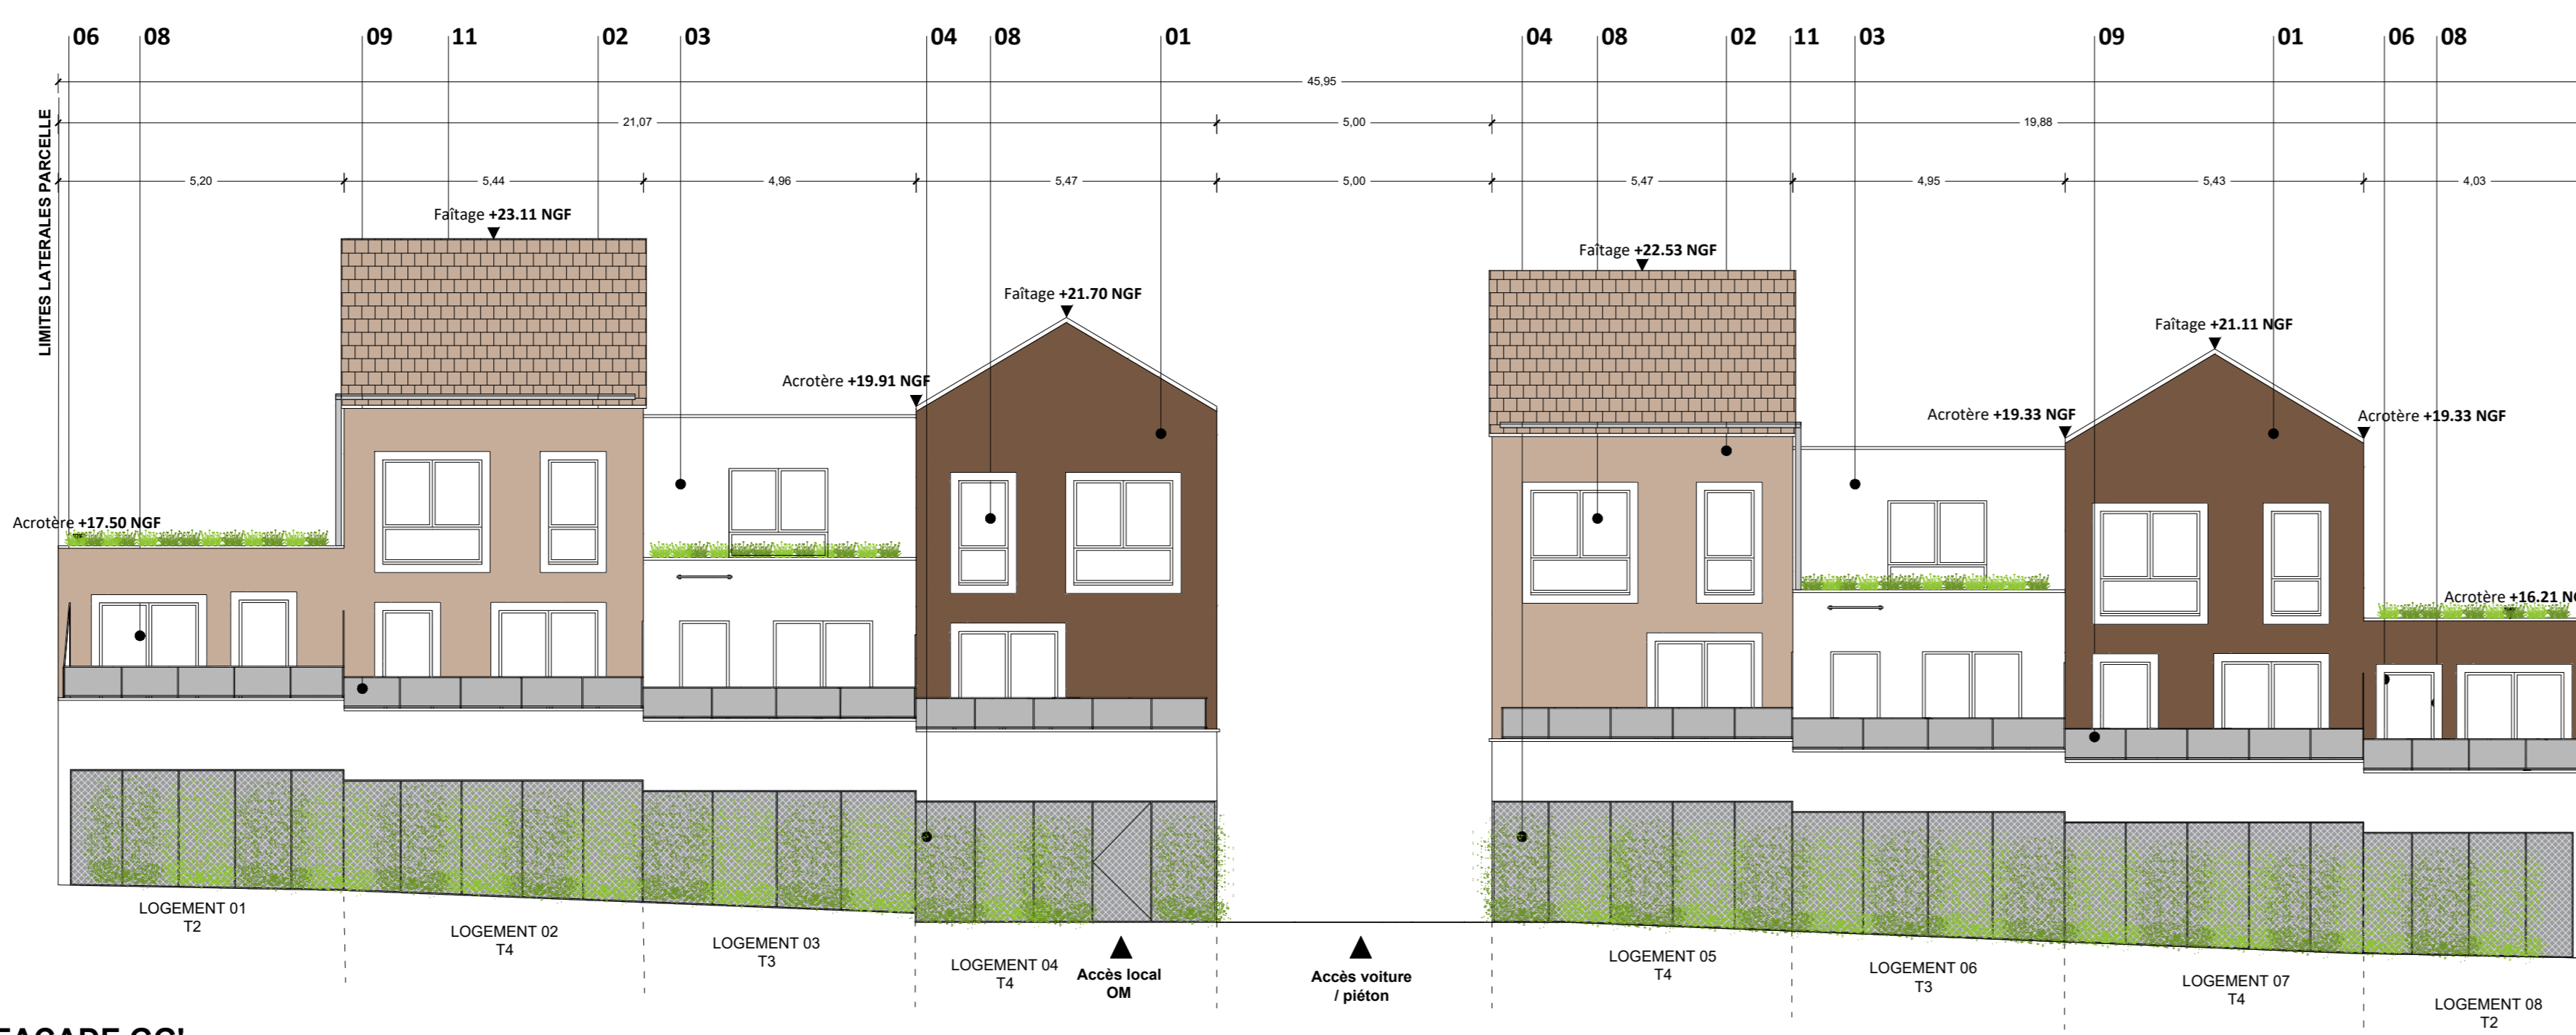 06 08 09 11 02 03 04 08 01 04 08 02 11 03 09 01 06 08
45,95
21,07 5,00 19,88
5,20 5,44 4,96 5,47 5,00 5,47 4,95 5,43 4,03
LIMITES LATERALES PARCELLE
Faîtage +23.11 NGF
Faîtage +22.53 NGF
Faîtage +21.70 NGF
Faîtage +21.11 NGF
Acrotère +19.91 NGF
Acrotère +19.33 NGF
Acrotère +19.33 NGF
Acrotère +17.50 NGF
Acrotère +16.21
LOGEMENT 01
T2
LOGEMENT 02
T4
LOGEMENT 03
T3
LOGEMENT 04
T4
Accès local
OM
Accès voiture
/ piéton
LOGEMENT 05
T4
LOGEMENT 06
T3
LOGEMENT 07
T4
LOGEMENT 08
T2